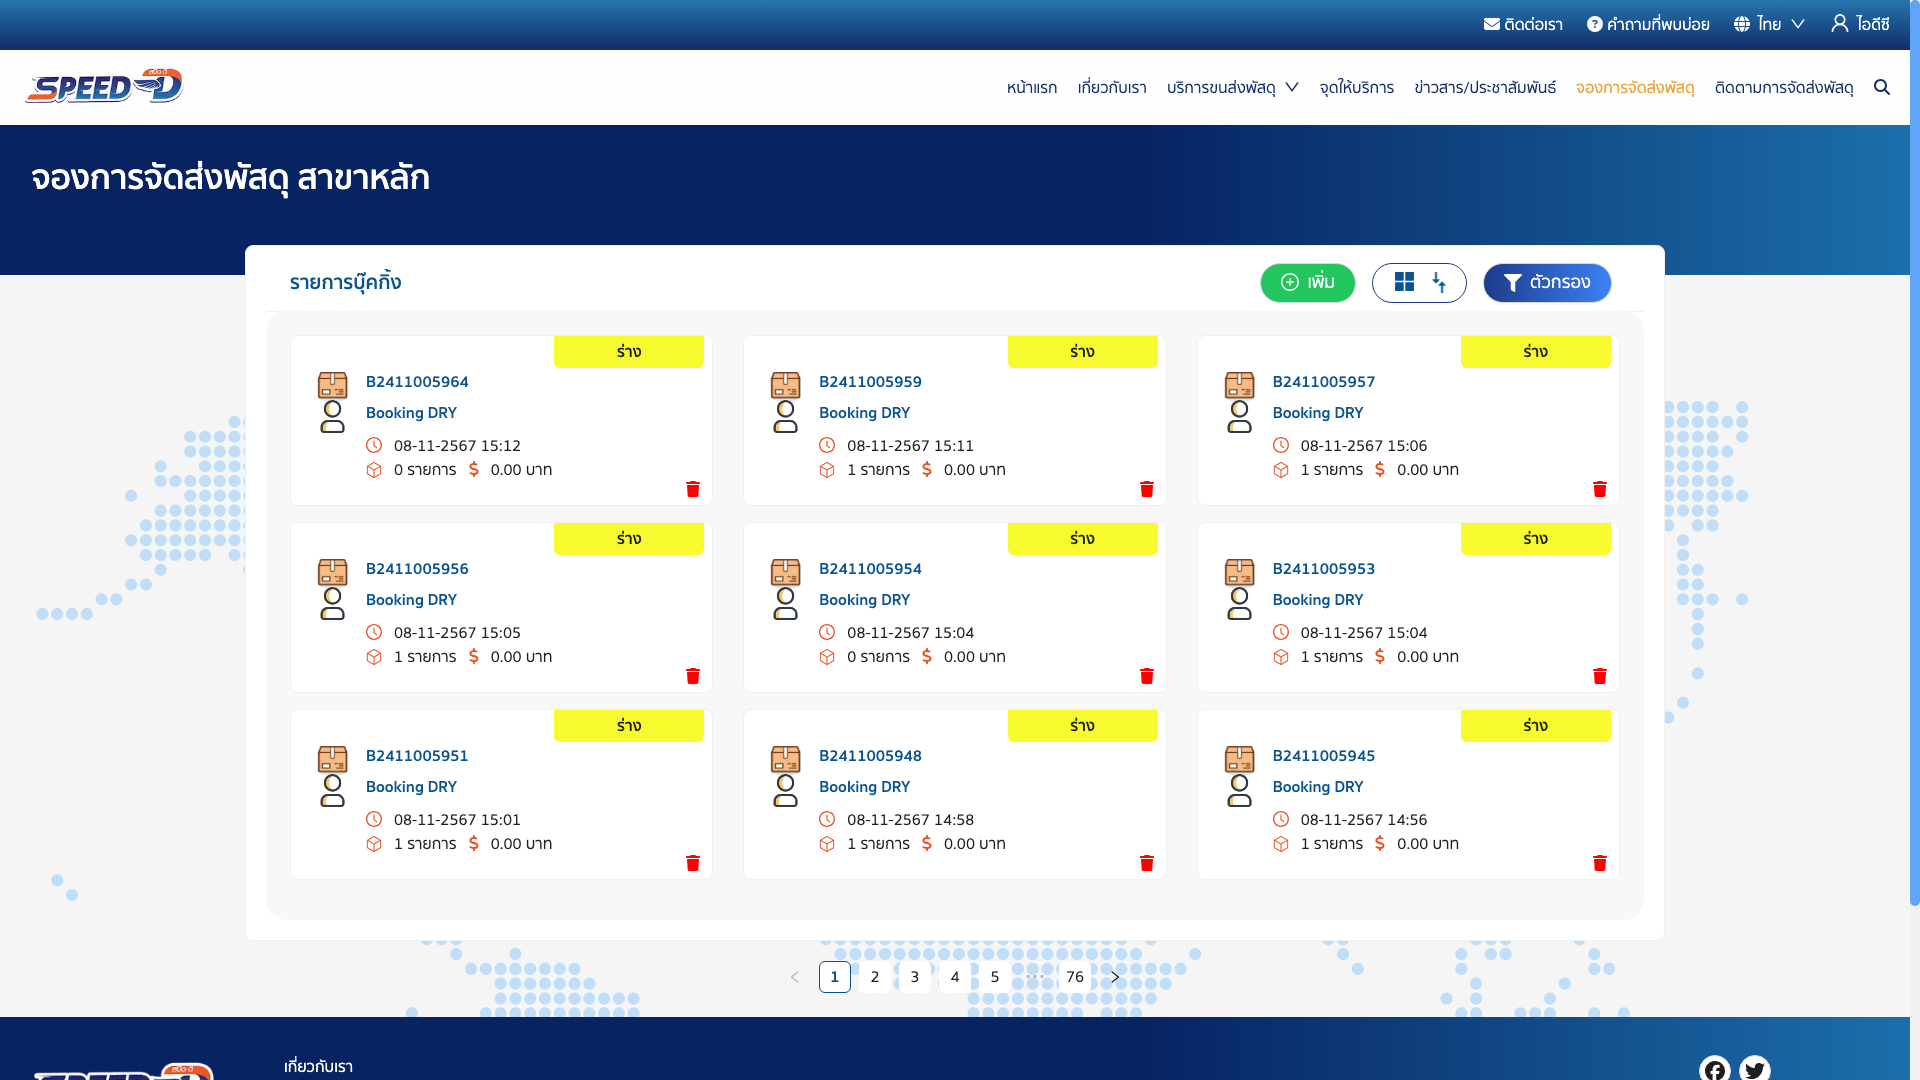 ติดต่อเรา คำถามที่พบบ่อย ไทย ไอดีซี
SPEED-D สปีด-ดี
หน้าแรก เกี่ยวกับเรา บริการขนส่งพัสดุ จุดให้บริการ ข่าวสาร/ประชาสัมพันธ์ จองการจัดส่งพัสดุ ติดตามการจัดส่งพัสดุ
จองการจัดส่งพัสดุ สาขาหลัก
รายการบุ๊คกิ้ง เพิ่ม ตัวกรอง
ร่าง
B2411005964
Booking DRY
08-11-2567 15:12
0 รายการ $ 0.00 บาท
ร่าง
B2411005959
Booking DRY
08-11-2567 15:11
1 รายการ $ 0.00 บาท
ร่าง
B2411005957
Booking DRY
08-11-2567 15:06
1 รายการ $ 0.00 บาท
ร่าง
B2411005956
Booking DRY
08-11-2567 15:05
1 รายการ $ 0.00 บาท
ร่าง
B2411005954
Booking DRY
08-11-2567 15:04
0 รายการ $ 0.00 บาท
ร่าง
B2411005953
Booking DRY
08-11-2567 15:04
1 รายการ $ 0.00 บาท
ร่าง
B2411005951
Booking DRY
08-11-2567 15:01
1 รายการ $ 0.00 บาท
ร่าง
B2411005948
Booking DRY
08-11-2567 14:58
1 รายการ $ 0.00 บาท
ร่าง
B2411005945
Booking DRY
08-11-2567 14:56
1 รายการ $ 0.00 บาท
< 1 2 3 4 5 ••• 76 >
SPEED-D สปีด-ดี
เกี่ยวกับเรา